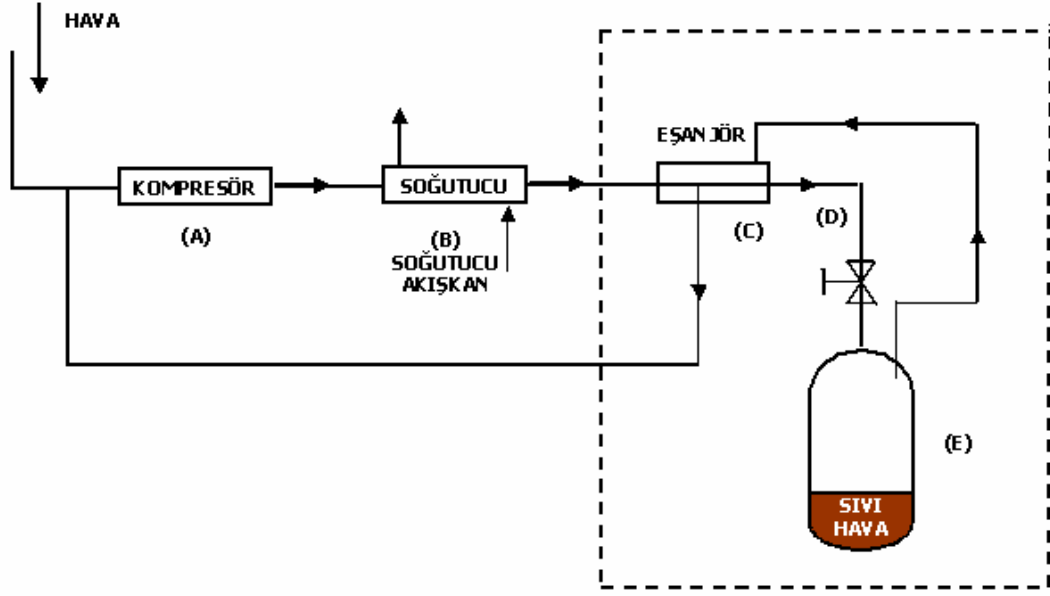 HAVA
EŞANJÖR
KOMPRESÖR
SOĞUTUCU
(A)
(B)
SOĞUTUCU
AKIŞKAN
(C)
(D)
(E)
SIVI
HAVA